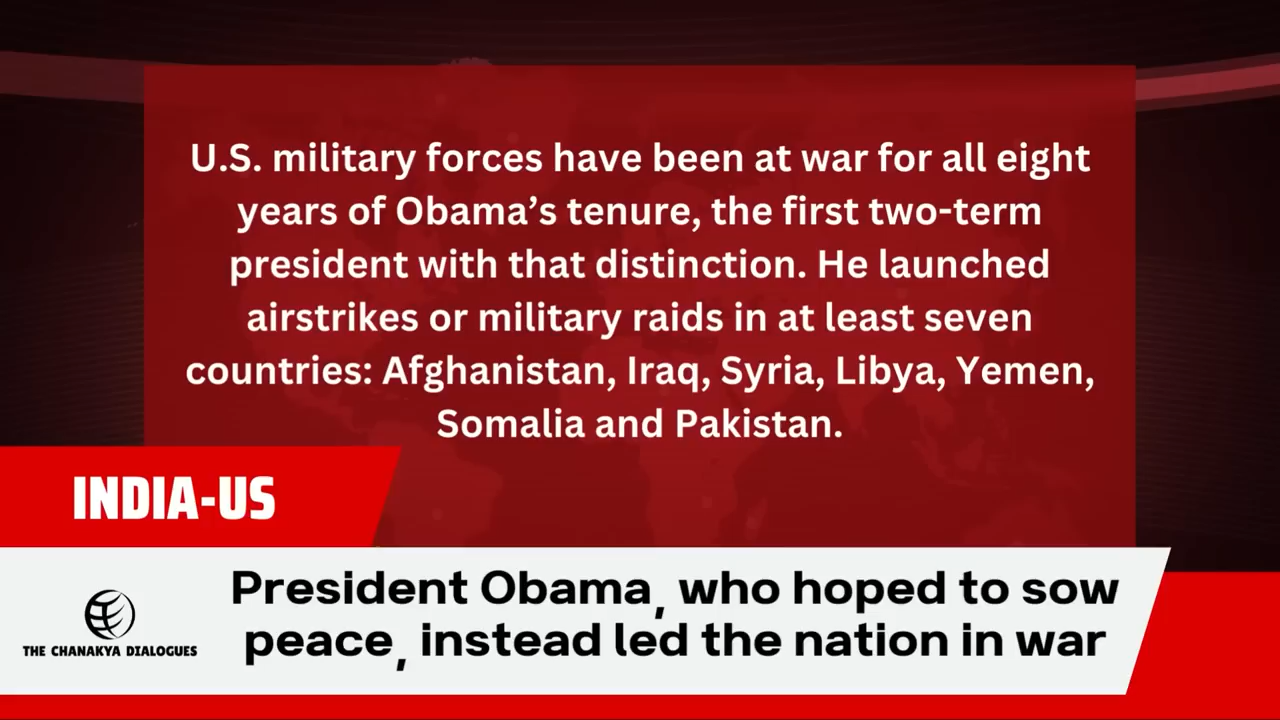 U.S. military forces have been at war for all eight
years of Obama’s tenure, the first two-term
president with that distinction. He launched
airstrikes or military raids in at least seven
countries: Afghanistan, Iraq, Syria, Libya, Yemen,
Somalia and Pakistan.
INDIA-US
THE CHANAKYA DIALOGUES
President Obama, who hoped to sow
peace, instead led the nation in war